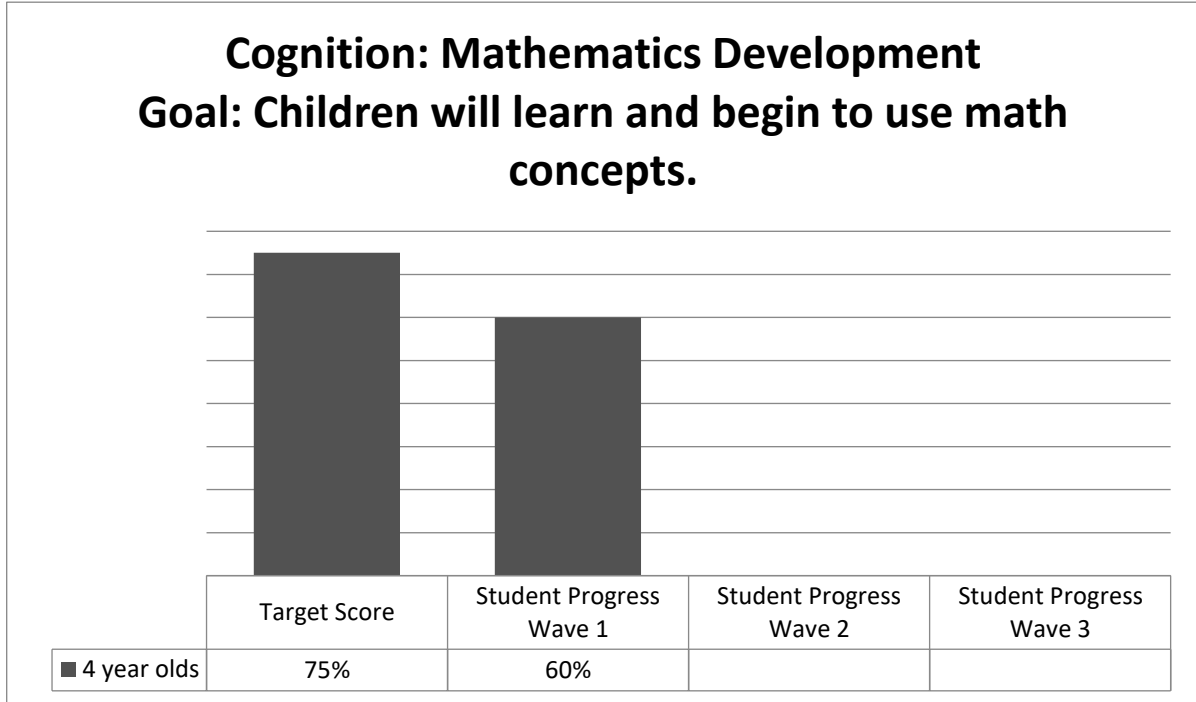 Cognition: Mathematics Development
Goal: Children will learn and begin to use math
concepts.
Target Score
Student Progress
Wave 1
Student Progress
Wave 2
Student Progress
Wave 3
4 year olds
75%
60%